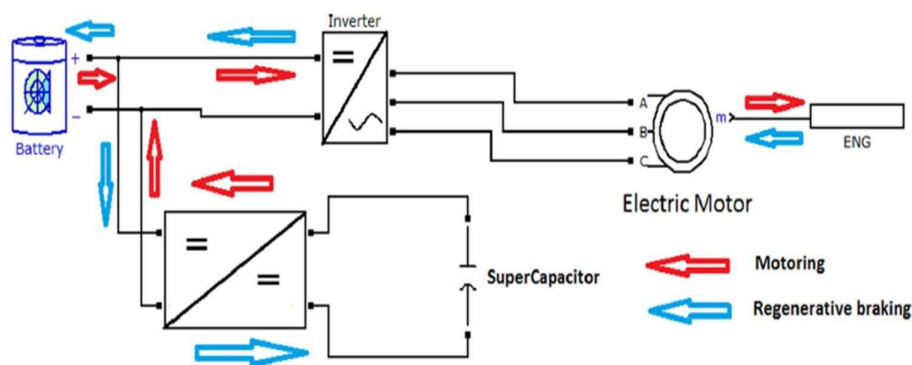 Inverter
+
−
Battery
A
B
C
m
ENG
Electric Motor
SuperCapacitor
Motoring
Regenerative braking